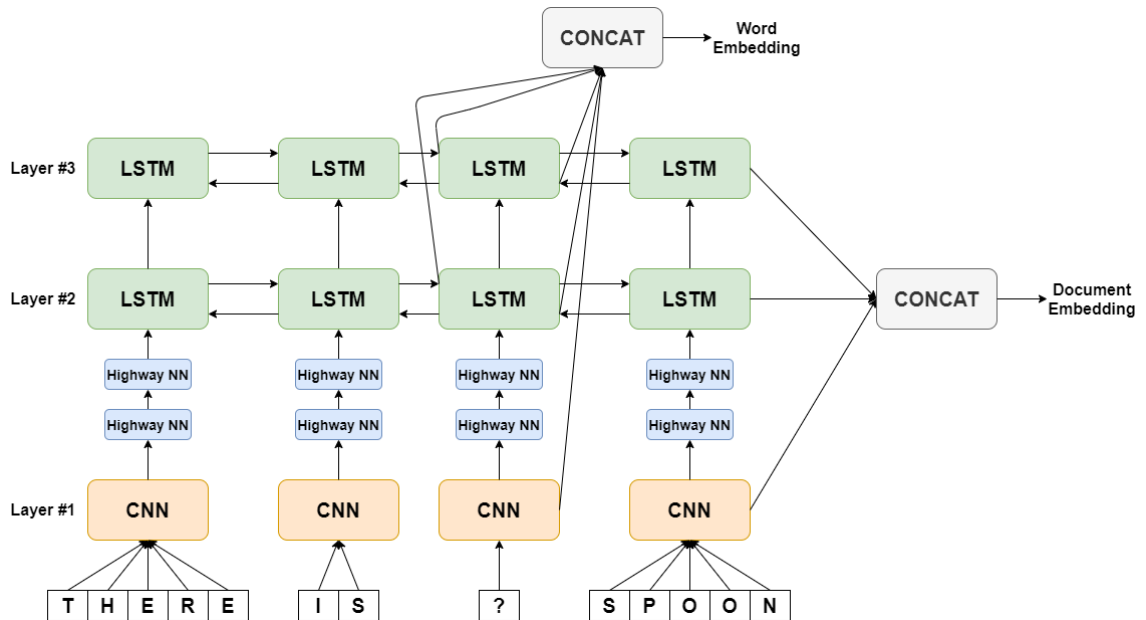 CONCAT
Word
Embedding
Layer #3
LSTM LSTM LSTM LSTM
Layer #2
LSTM LSTM LSTM LSTM
CONCAT
Document
Embedding
Highway NN Highway NN Highway NN Highway NN
Highway NN Highway NN Highway NN Highway NN
Layer #1
CNN CNN CNN CNN
T H E R E I S ? S P O O N